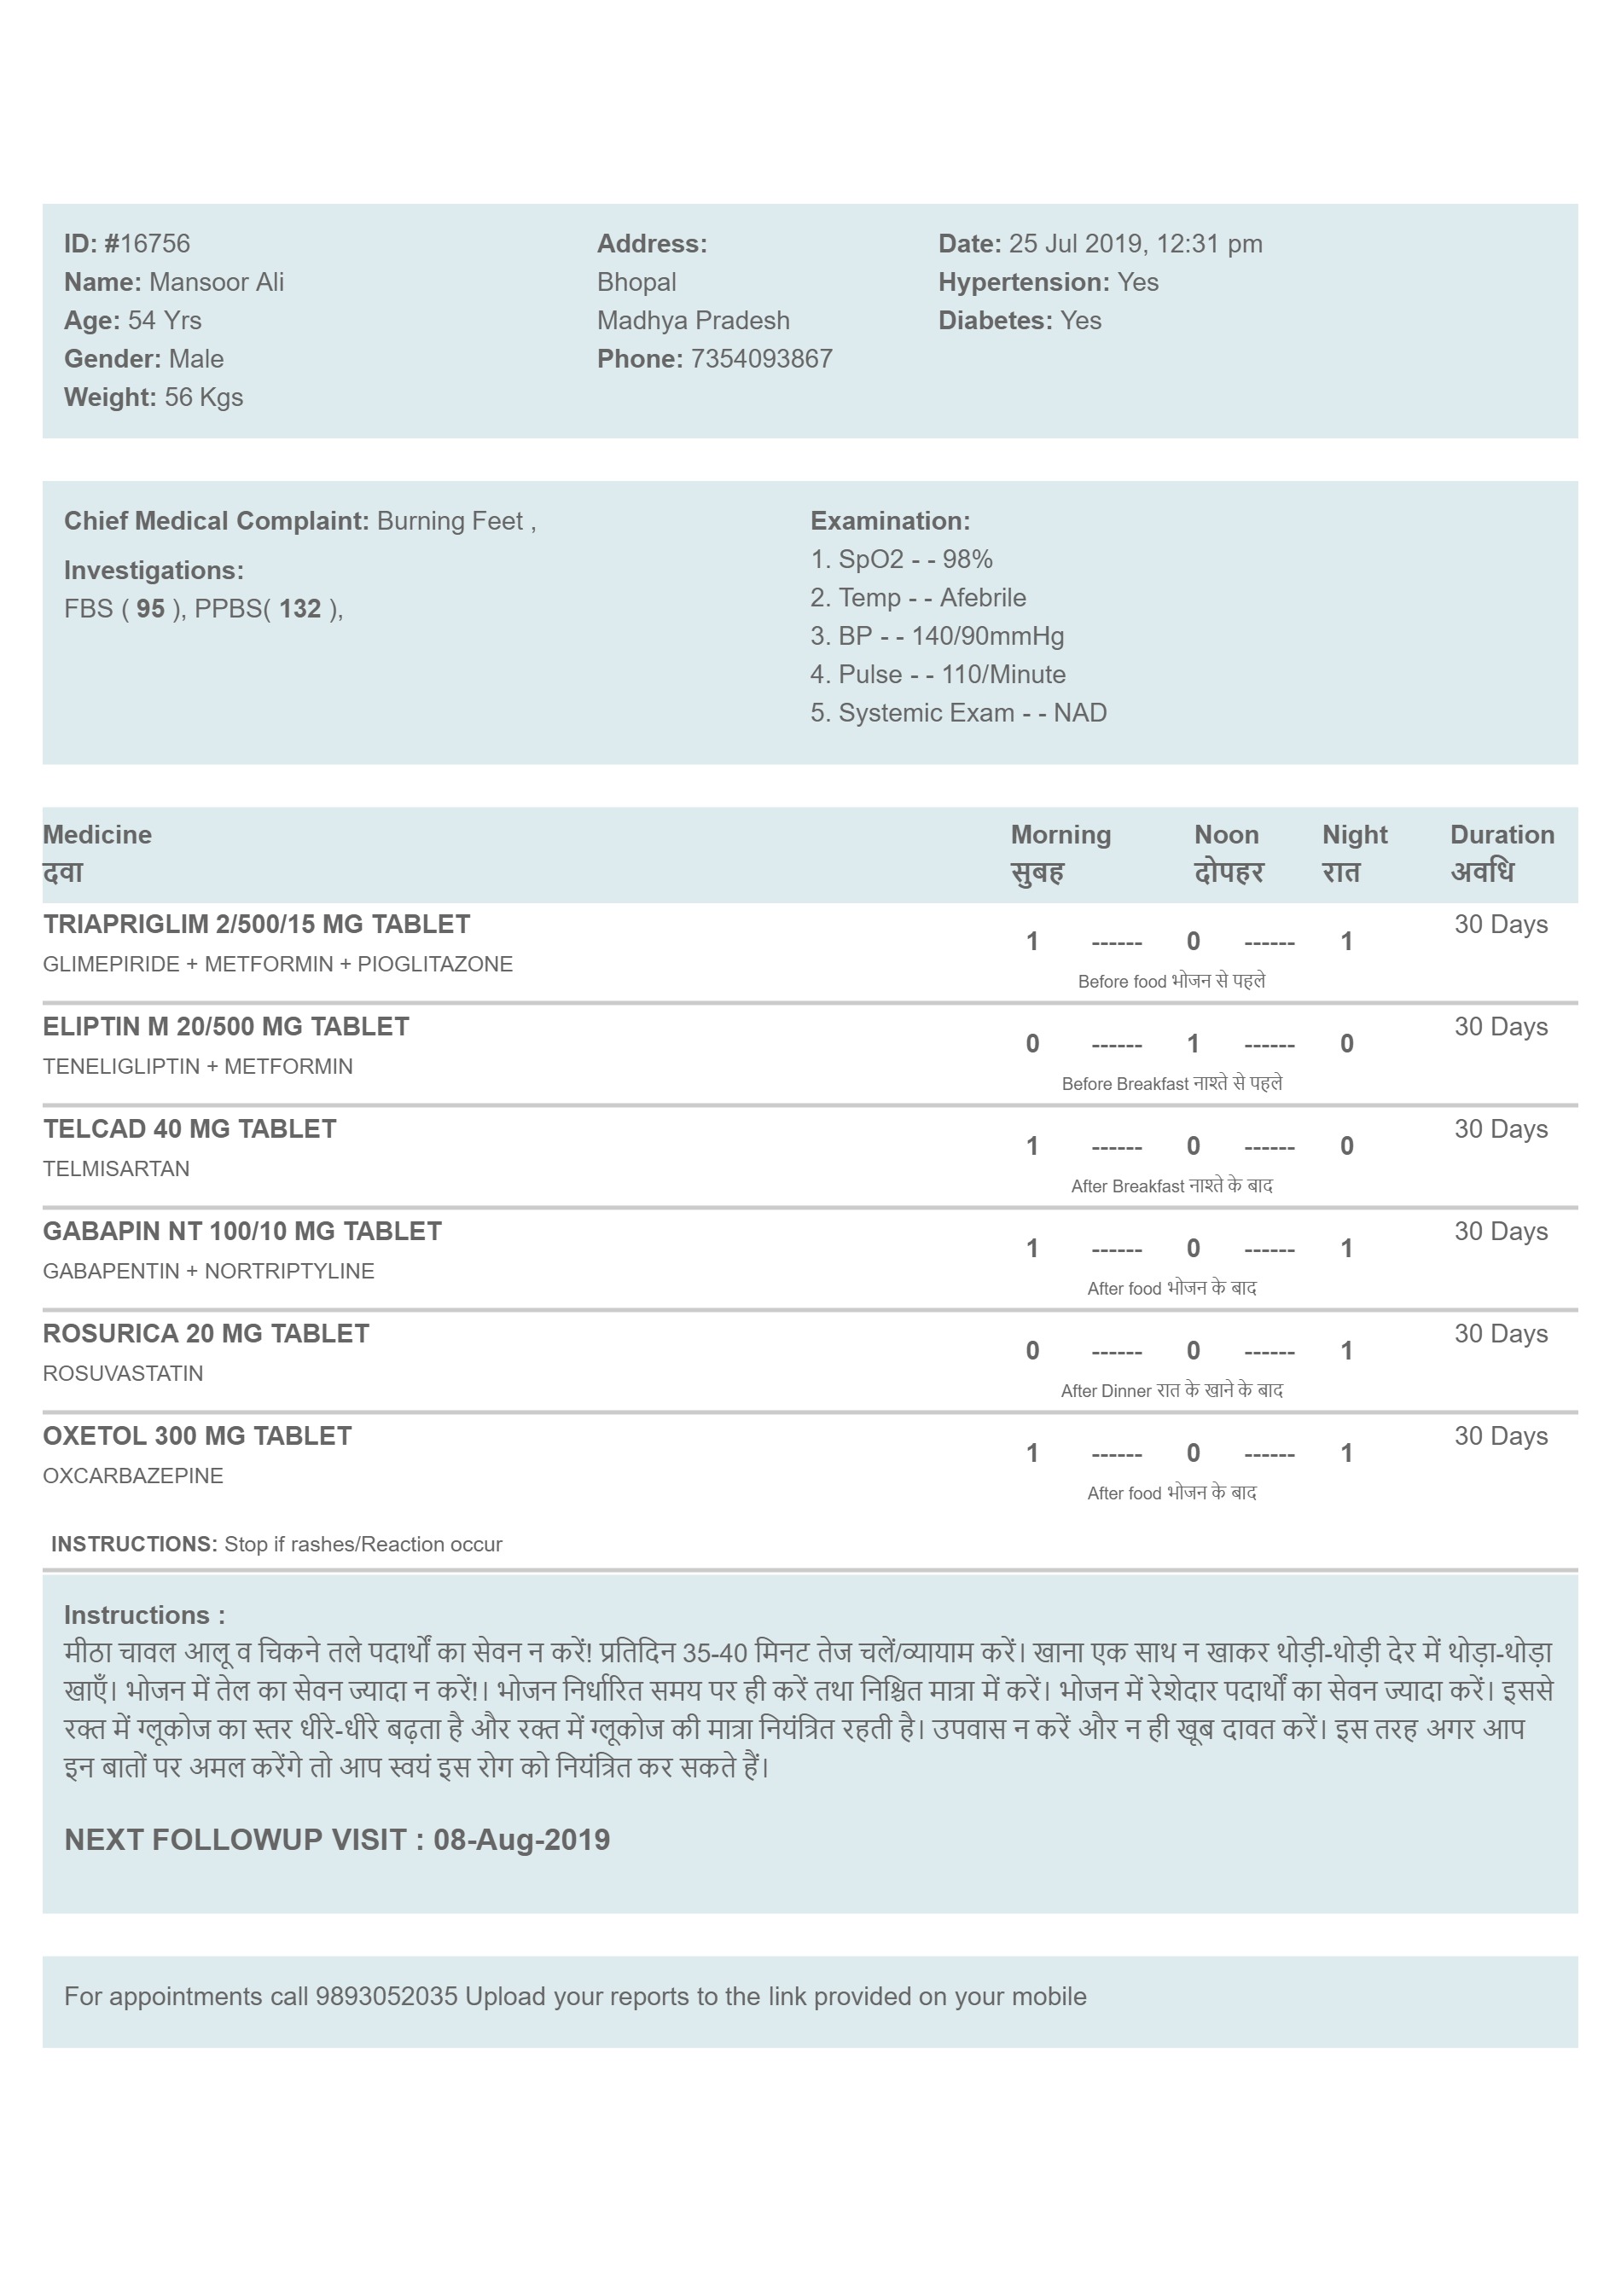 ID: #16756
Name: Mansoor Ali
Age: 54 Yrs
Gender: Male
Weight: 56 Kgs
Address:
Bhopal
Madhya Pradesh
Phone: 7354093867
Date: 25 Jul 2019, 12:31 pm
Hypertension: Yes
Diabetes: Yes
Chief Medical Complaint: Burning Feet ,
Investigations:
FBS ( 95 ), PPBS( 132 ),
Examination:
1. SpO2 - - 98%
2. Temp - - Afebrile
3. BP - - 140/90mmHg
4. Pulse - - 110/Minute
5. Systemic Exam - - NAD
Medicine Morning Noon Night Duration
दवा सुबह दोपहर रात अवधि
TRIAPRIGLIM 2/500/15 MG TABLET 30 Days
1 ------ 0 ------ 1
GLIMEPIRIDE + METFORMIN + PIOGLITAZONE
Before food भोजन से पहले
ELIPTIN M 20/500 MG TABLET 30 Days
0 ------ 1 ------ 0
TENELIGLIPTIN + METFORMIN
Before Breakfast नाश्ते से पहले
TELCAD 40 MG TABLET 30 Days
1 ------ 0 ------ 0
TELMISARTAN
After Breakfast नाश्ते के बाद
GABAPIN NT 100/10 MG TABLET 30 Days
1 ------ 0 ------ 1
GABAPENTIN + NORTRIPTYLINE
After food भोजन के बाद
ROSURICA 20 MG TABLET 30 Days
0 ------ 0 ------ 1
ROSUVASTATIN
After Dinner रात के खाने के बाद
OXETOL 300 MG TABLET 30 Days
1 ------ 0 ------ 1
OXCARBAZEPINE
After food भोजन के बाद
INSTRUCTIONS: Stop if rashes/Reaction occur
Instructions :
मीठा चावल आलू व चिकने तले पदार्थों का सेवन न करें! प्रतिदिन 35-40 मिनट तेज चलें/व्यायाम करें। खाना एक साथ न खाकर थोड़ी-थोड़ी देर में थोड़ा-थोड़ा
खाएँ। भोजन में तेल का सेवन ज्यादा न करें!। भोजन निर्धारित समय पर ही करें तथा निश्चित मात्रा में करें। भोजन में रेशेदार पदार्थों का सेवन ज्यादा करें। इससे
रक्त में ग्लूकोज का स्तर धीरे-धीरे बढ़ता है और रक्त में ग्लूकोज की मात्रा नियंत्रित रहती है। उपवास न करें और न ही खूब दावत करें। इस तरह अगर आप
इन बातों पर अमल करेंगे तो आप स्वयं इस रोग को नियंत्रित कर सकते हैं।
NEXT FOLLOWUP VISIT : 08-Aug-2019
For appointments call 9893052035 Upload your reports to the link provided on your mobile